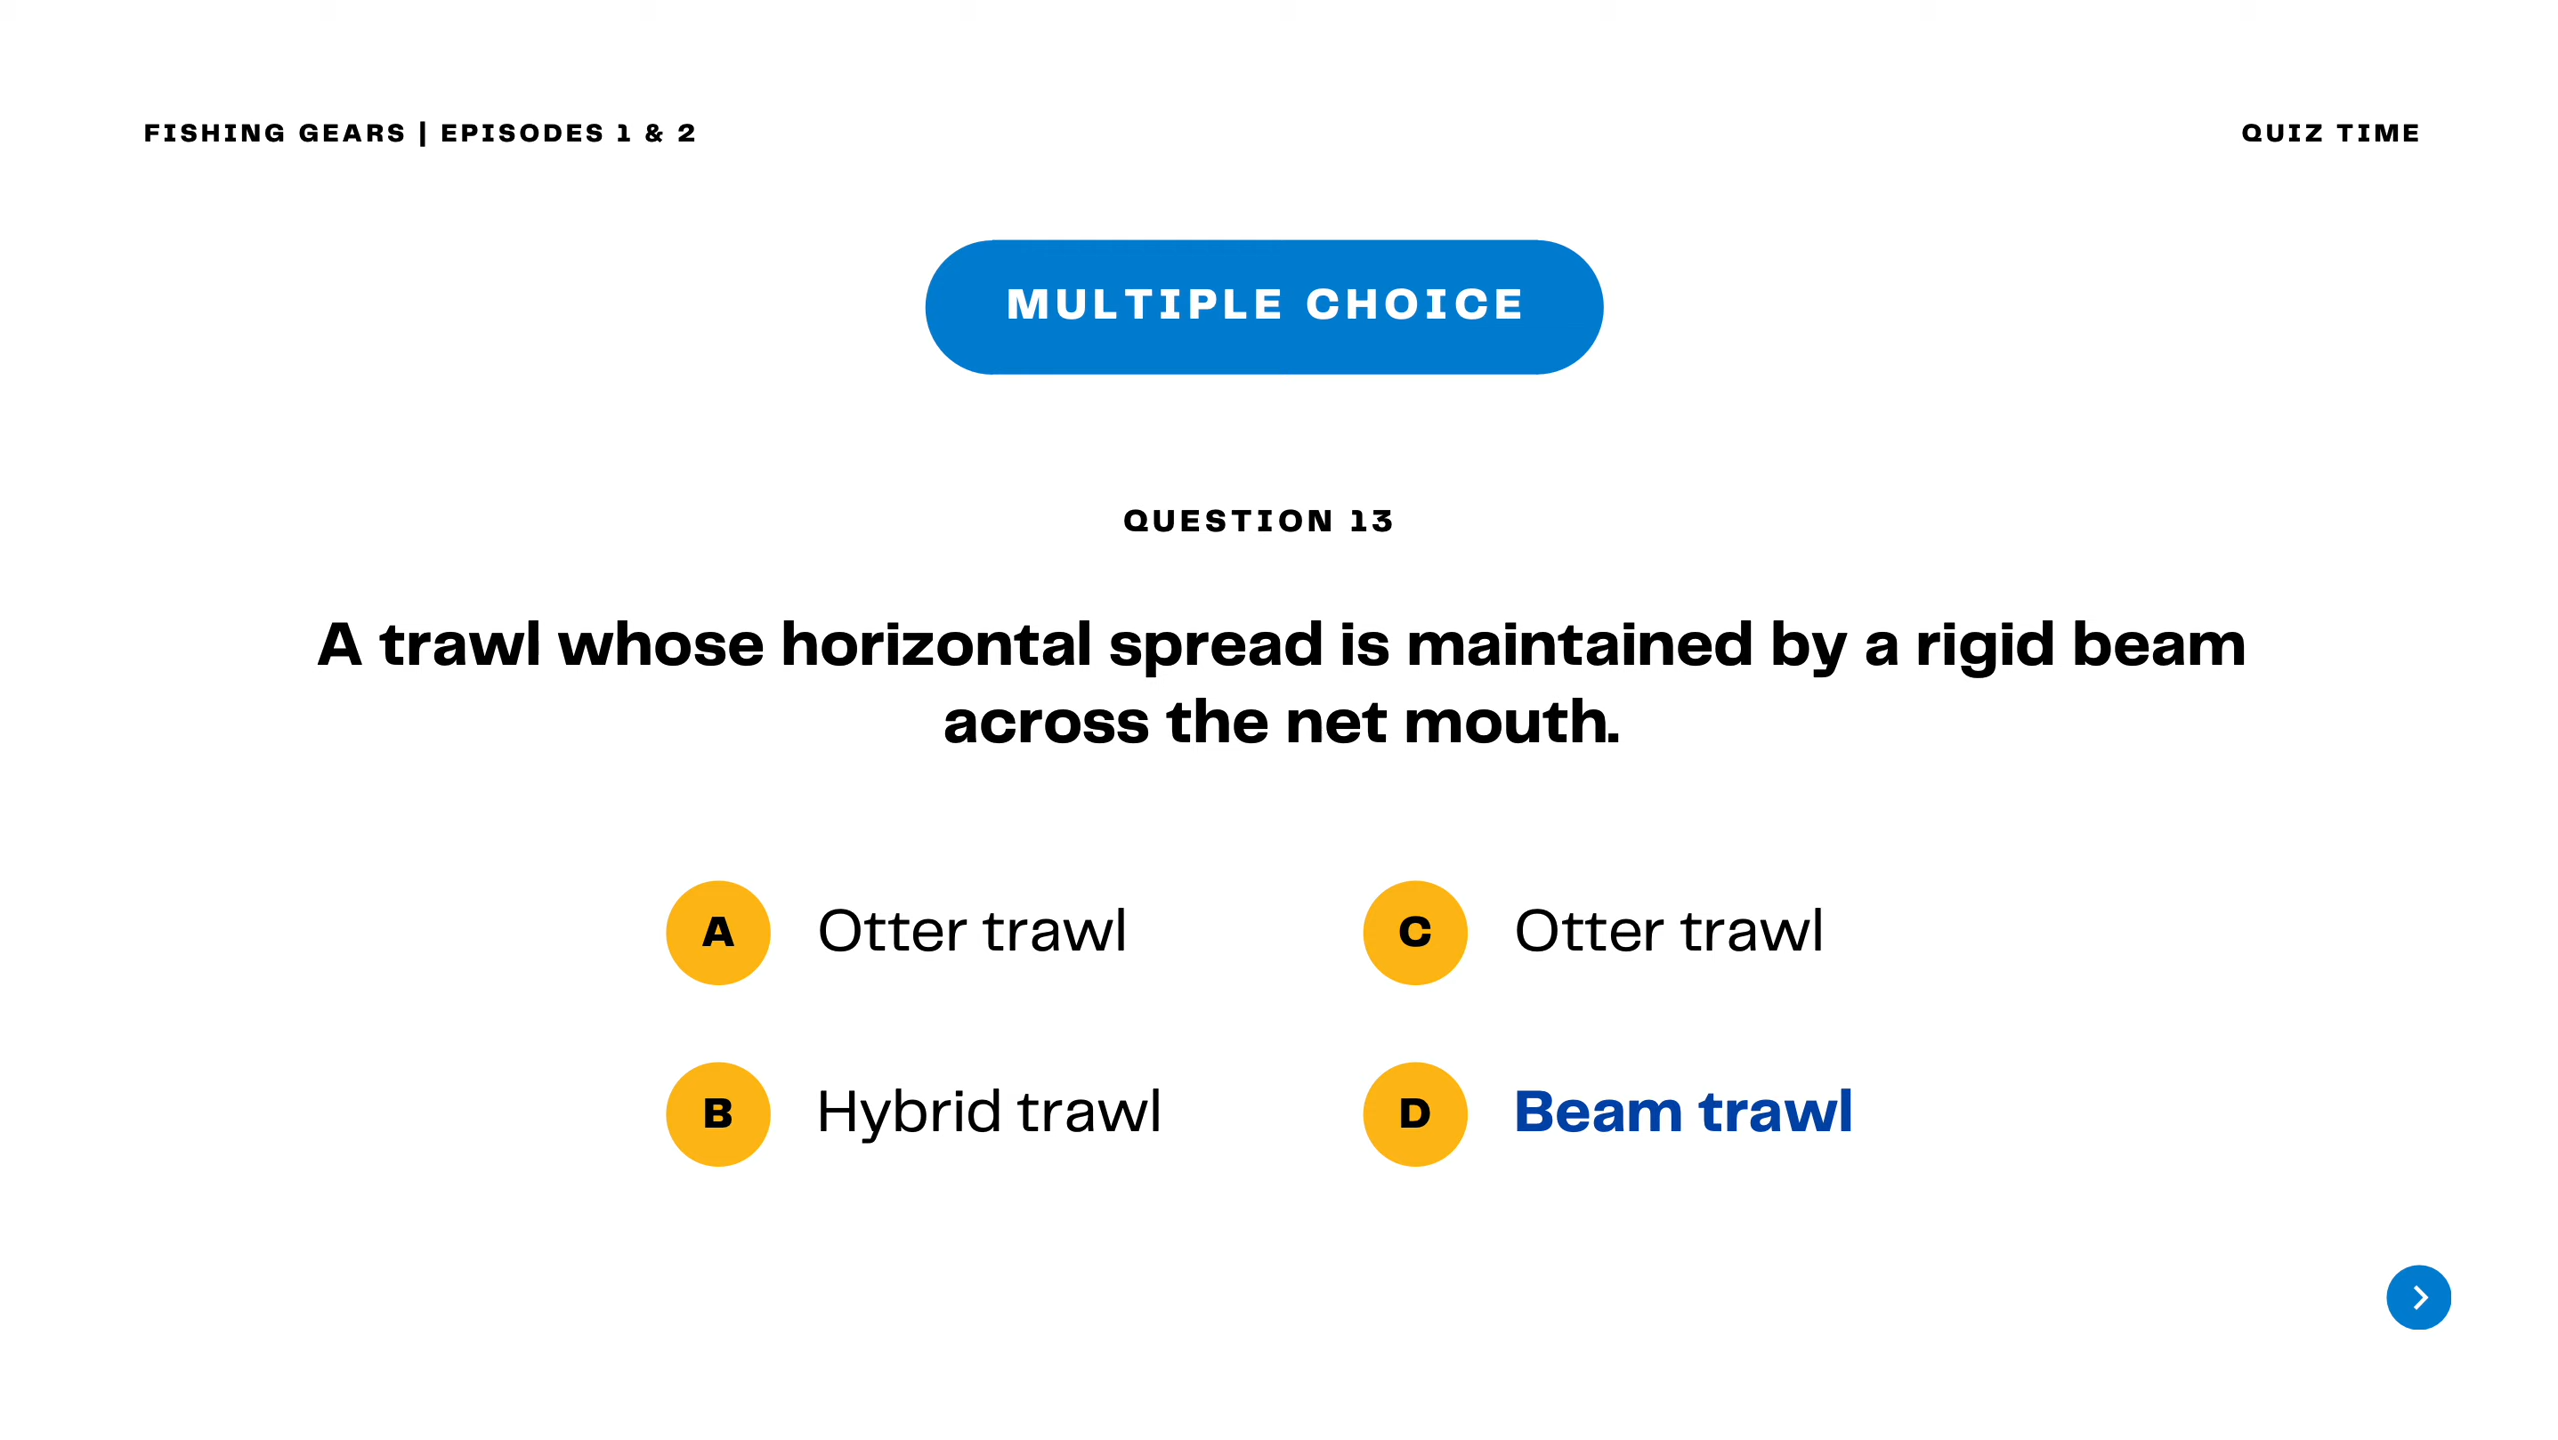 FISHING GEARS | EPISODES 1 & 2
QUIZ TIME
MULTIPLE CHOICE
QUESTION 13
A trawl whose horizontal spread is maintained by a rigid beam
across the net mouth.
A Otter trawl
B Hybrid trawl
C Otter trawl
D Beam trawl